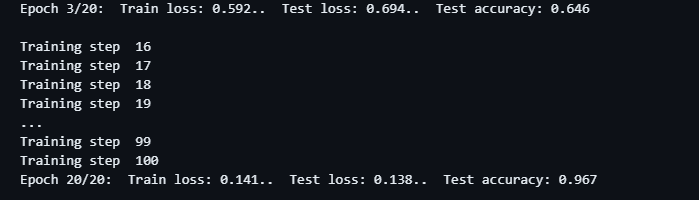 Epoch 3/20:  Train loss: 0.592..  Test loss: 0.694..  Test accuracy: 0.646
Training step  16
Training step  17
Training step  18
Training step  19
...
Training step  99
Training step  100
Epoch 20/20:  Train loss: 0.141..  Test loss: 0.138..  Test accuracy: 0.967